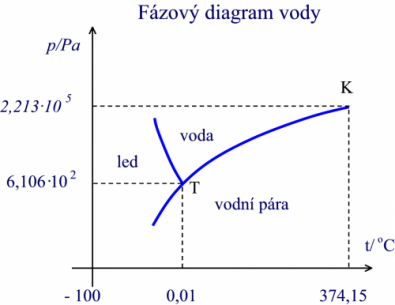 Fázový diagram vody
p/Pa
K
2,213·10⁵
voda
led
6,106·10²
T
vodní pára
t/°C
- 100
0,01
374,15